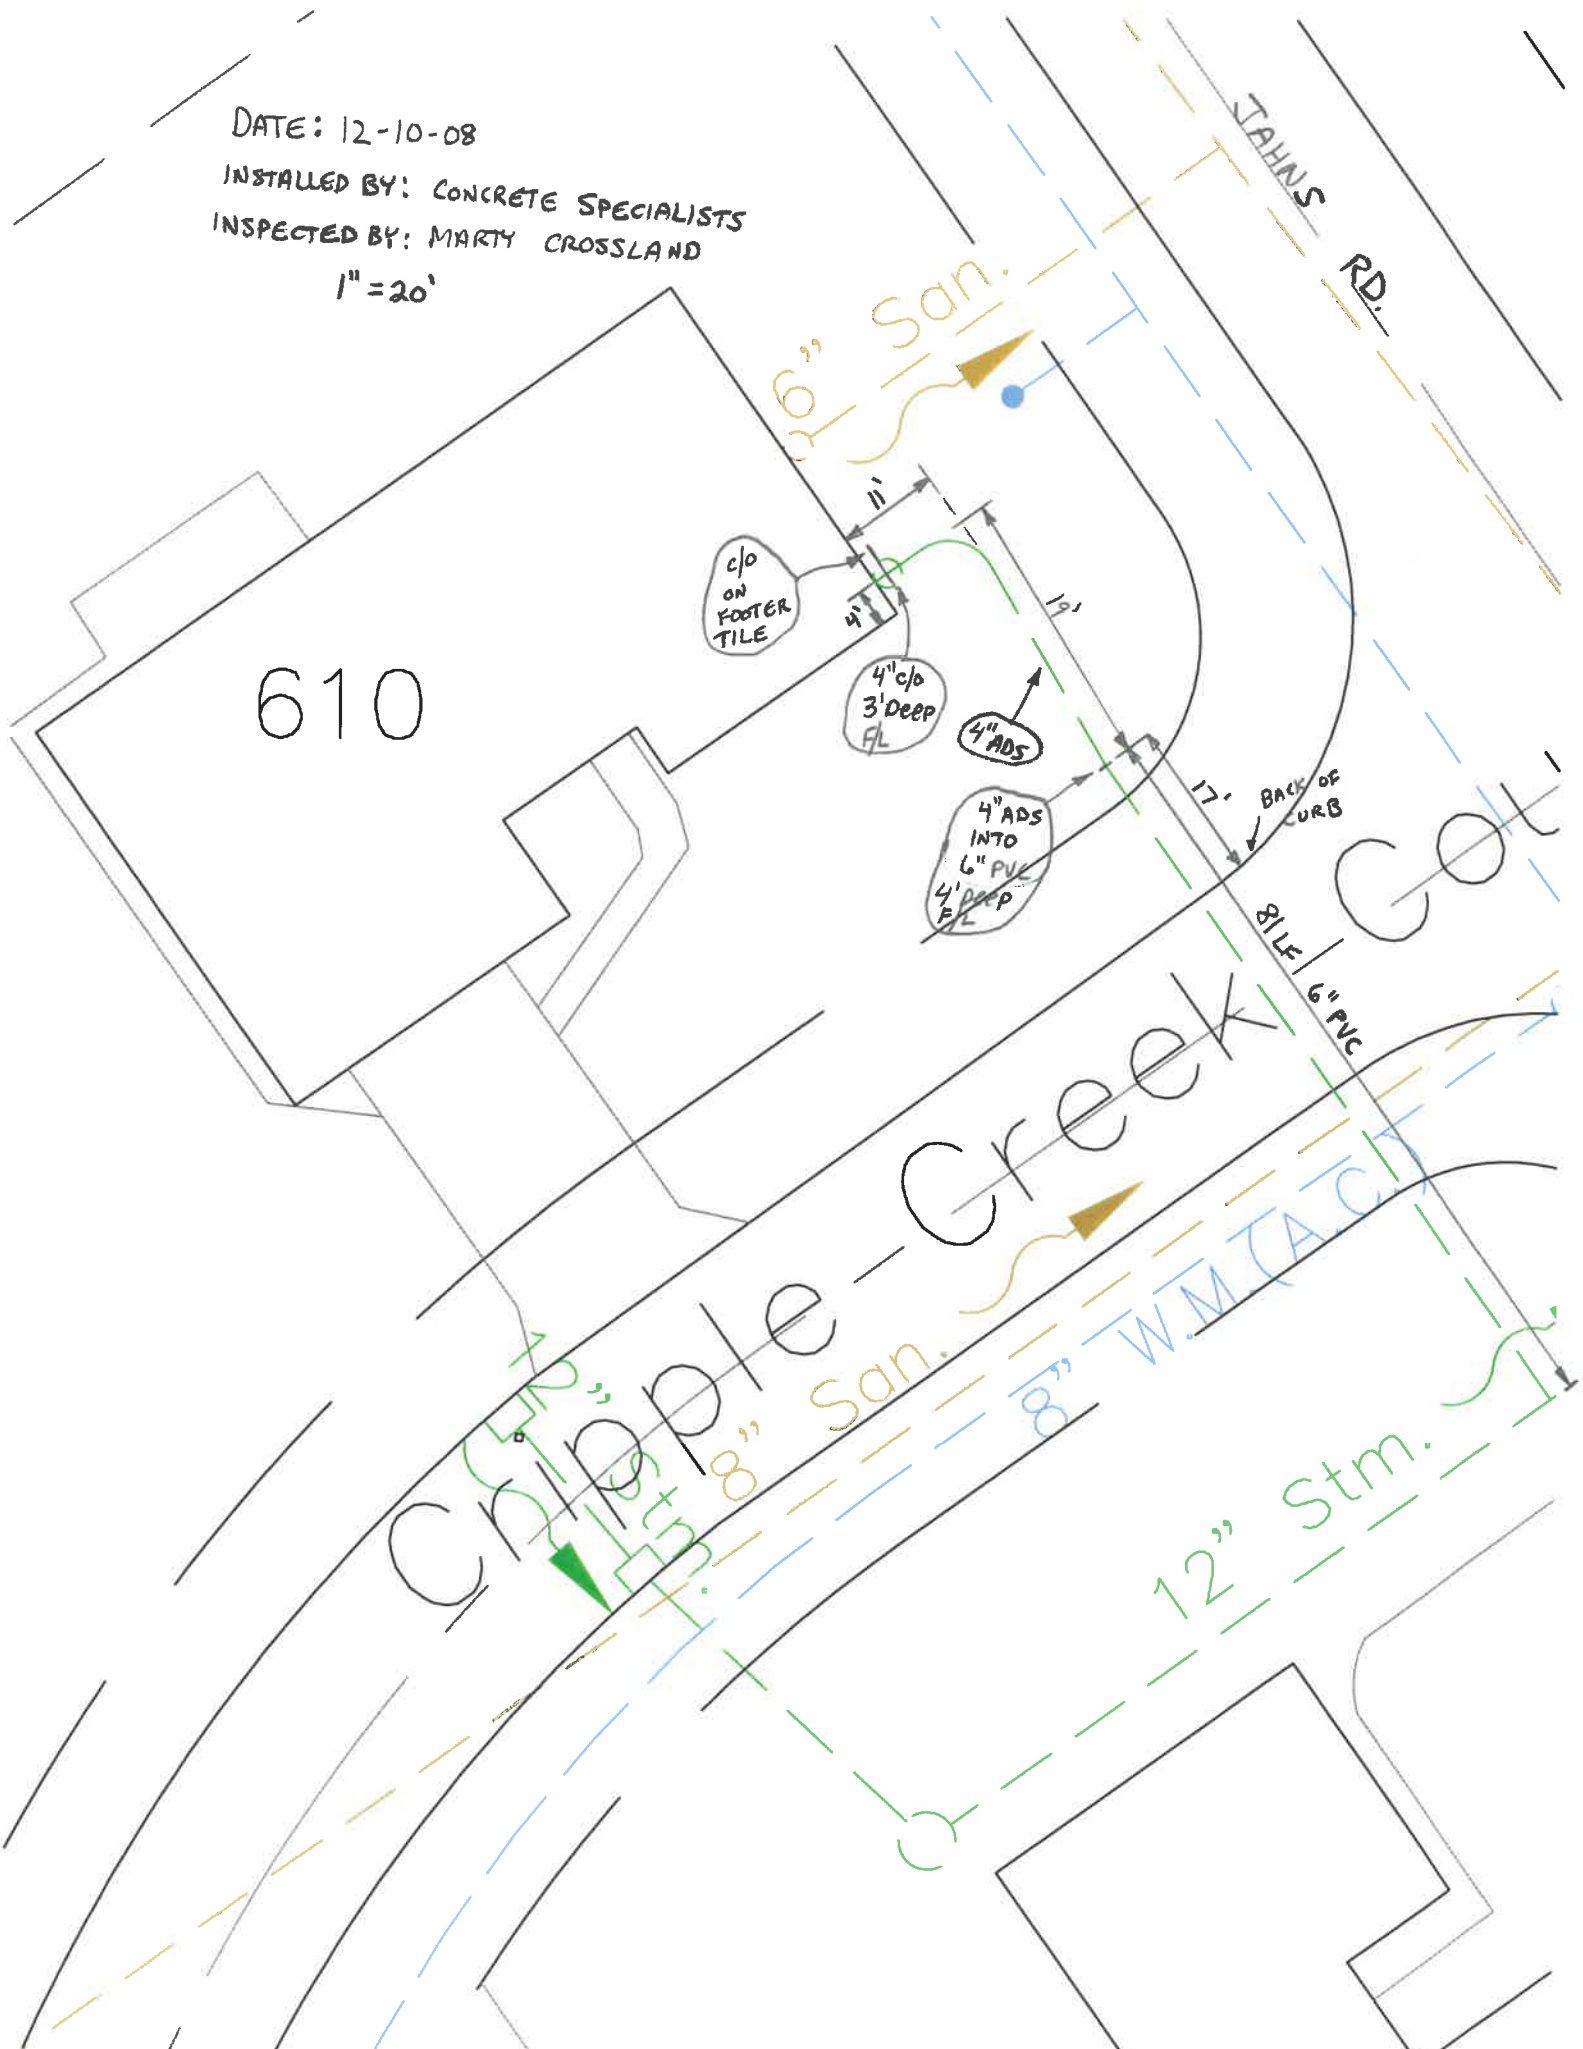 DATE: 12-10-08
INSTALLED BY: CONCRETE SPECIALISTS
INSPECTED BY: MARTY CROSSLAND
1" = 20'
JAHNS
RD.
6" San.
11'
c/o
ON
FOOTER
TILE
4'
19'
610
4" c/o
3' Deep
F/L
4" ADS
4" ADS
INTO
6" PVC
4' Deep
F/L
17'
BACK OF
CURB
81 LF
6" PVC
Cripple - Creek - Cou
12" Stm.
8" San.
8" W.M.(A.C.)
12" Stm.